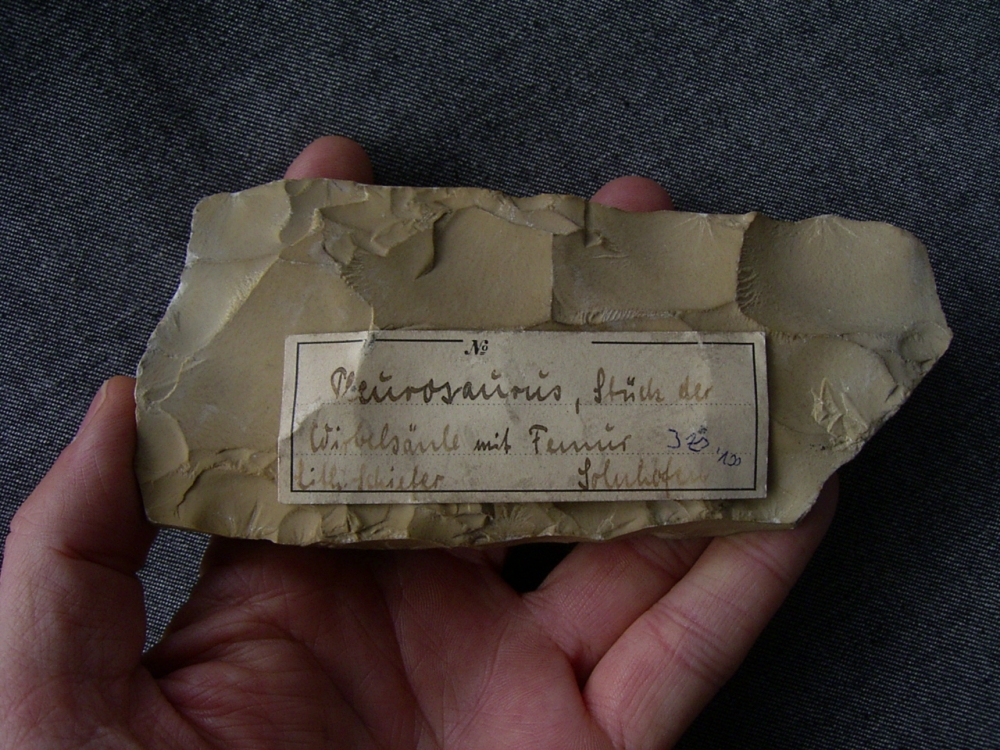 No
Pleurosaurus, Stück der
Wirbelsäule mit Femur
lith. Schiefer Solnhofen